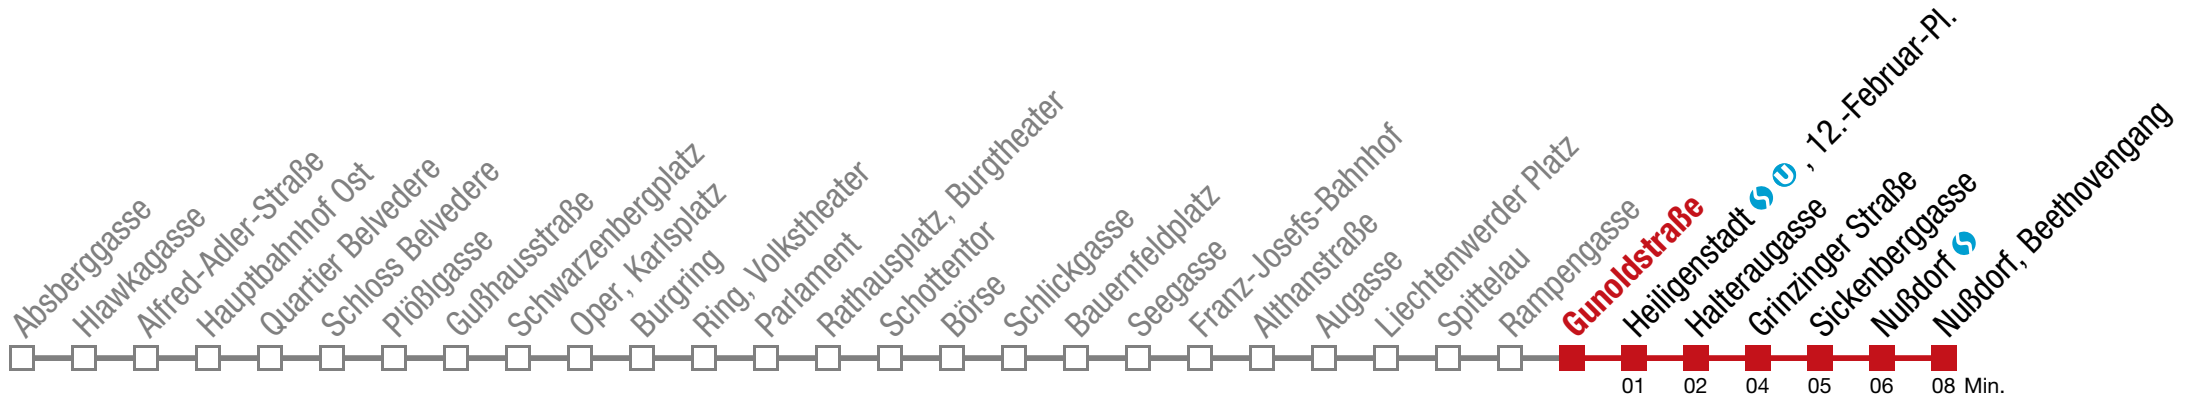 Absberggasse
Hlawkagasse
Alfred-Adler-Straße
Hauptbahnhof Ost
Quartier Belvedere
Schloss Belvedere
Plößlgasse
Gußhausstraße
Schwarzenbergplatz
Oper, Karlsplatz
Burgring
Ring, Volkstheater
Parlament
Rathausplatz, Burgtheater
Schottentor
Börse
Schlickgasse
Bauernfeldplatz
Seegasse
Franz-Josefs-Bahnhof
Althanstraße
Augasse
Liechtenwerder Platz
Spittelau
Rampengasse
Gunoldstraße
Heiligenstadt S U , 12.-Februar-Pl.
Halteraugasse
Grinzinger Straße
Sickenberggasse
Nußdorf S
Nußdorf, Beethovengang
01 02 04 05 06 08 Min.